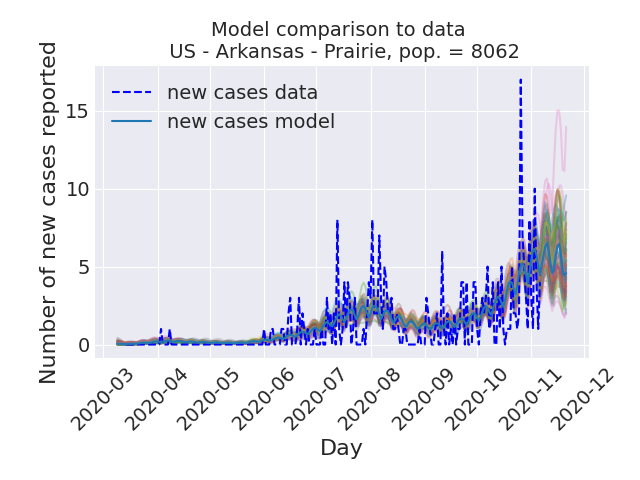 Model comparison to data
US - Arkansas - Prairie, pop. = 8062
Number of new cases reported
new cases data
new cases model
15
10
5
0
2020-03
2020-04
2020-05
2020-06
2020-07
2020-08
2020-09
2020-10
2020-11
2020-12
Day